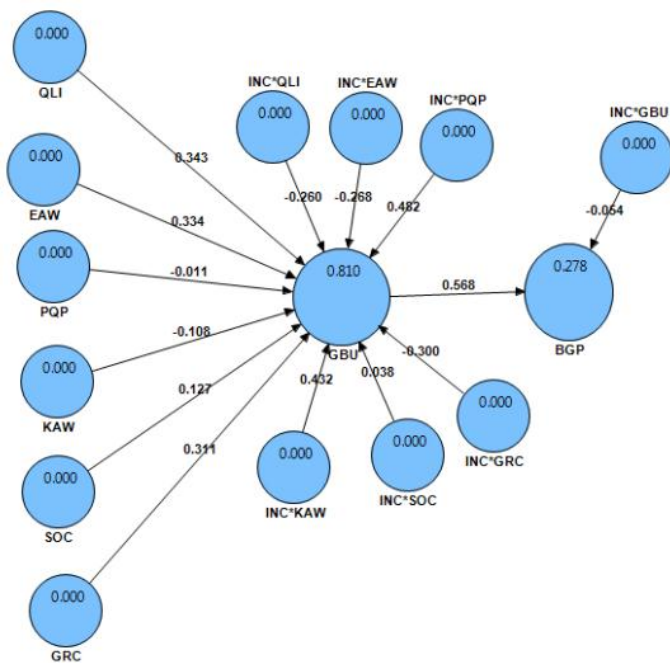 0.000
QLI
0.343
0.000
EAW
0.334
0.000
PQP
-0.011
0.000
KAW
-0.108
0.000
SOC
0.127
0.000
GRC
0.311
INC*QLI
0.000
-0.260
INC*EAW
0.000
-0.268
INC*PQP
0.000
0.482
INC*GBU
0.000
-0.054
0.810
GBU
0.568
0.278
BGP
0.432
0.000
INC*KAW
0.038
0.000
INC*SOC
-0.300
0.000
INC*GRC